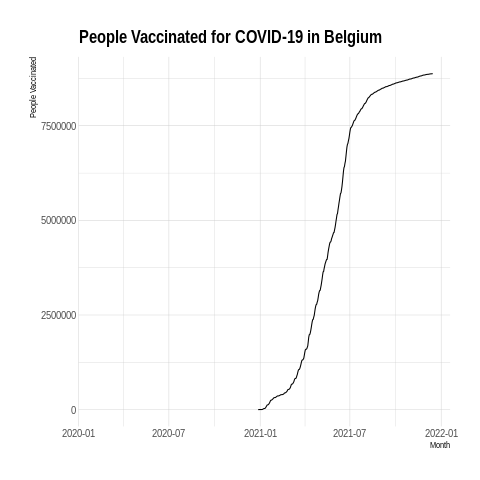 People Vaccinated for COVID-19 in Belgium
People Vaccinated
7500000
5000000
2500000
0
2020-01 2020-07 2021-01 2021-07 2022-01
Month